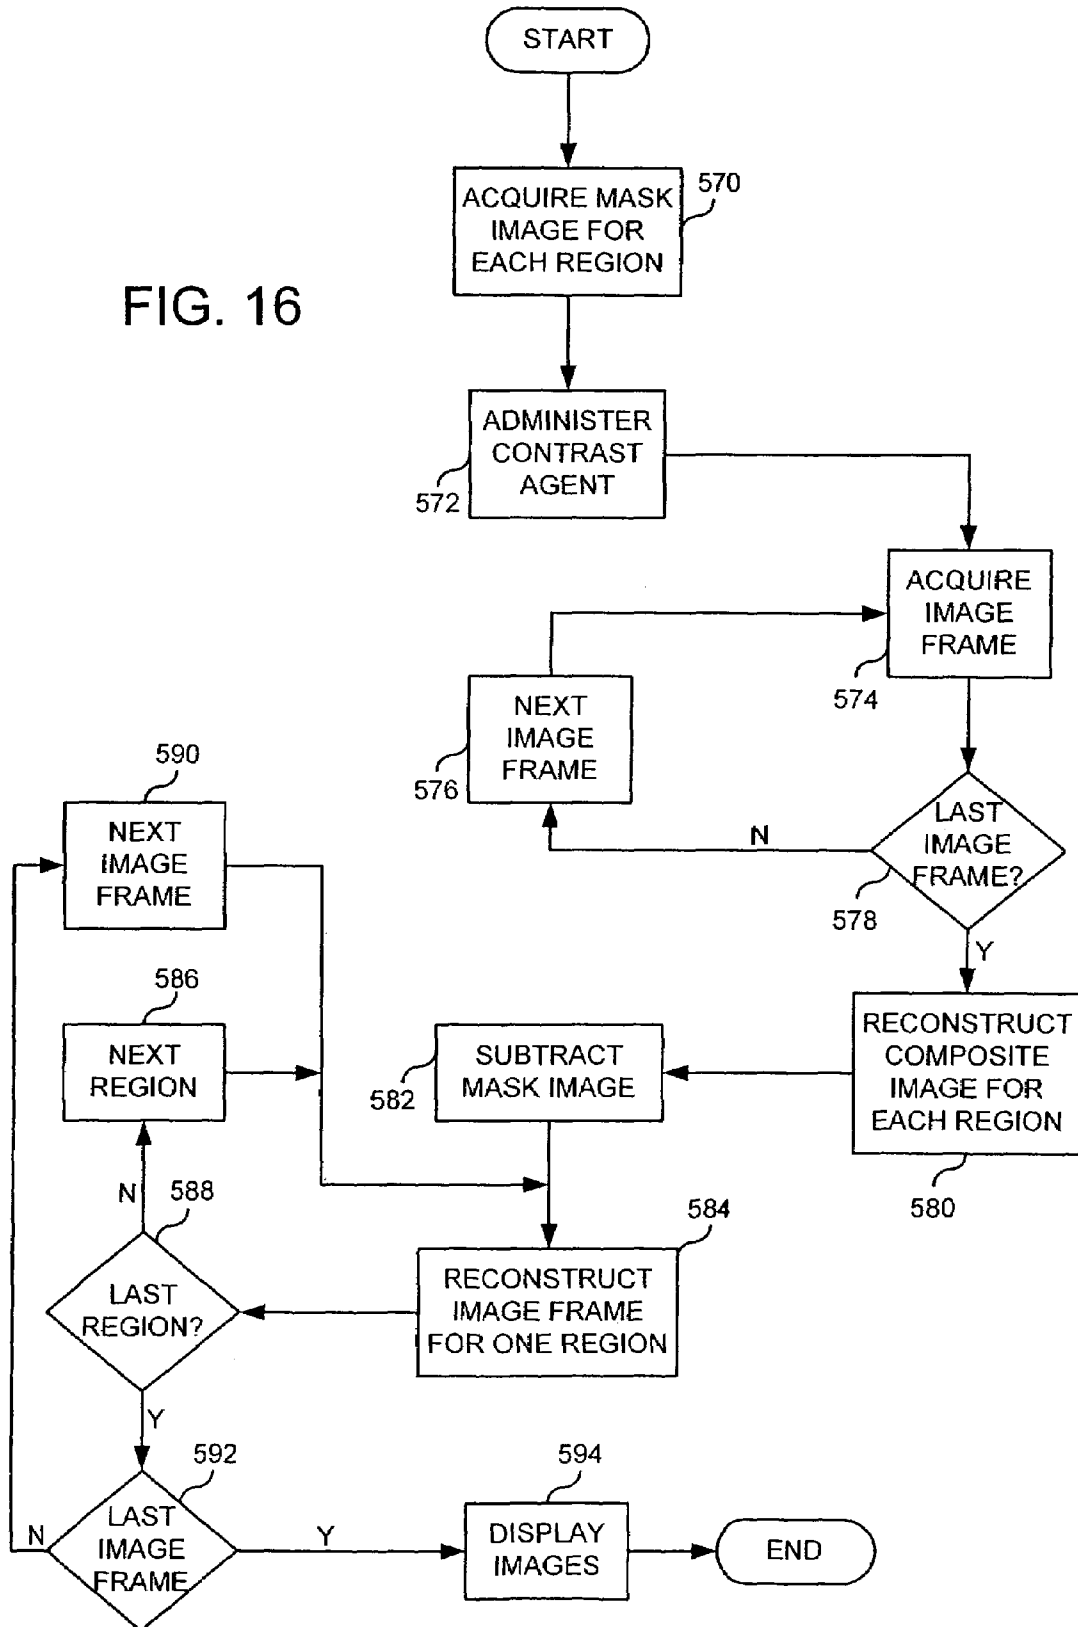 START
ACQUIRE MASK
IMAGE FOR
EACH REGION
570
FIG. 16
ADMINISTER
CONTRAST
AGENT
572
ACQUIRE
IMAGE
FRAME
574
NEXT
IMAGE
FRAME
576
LAST
IMAGE
FRAME?
578
N
Y
590
NEXT
IMAGE
FRAME
586
NEXT
REGION
SUBTRACT
MASK IMAGE
582
RECONSTRUCT
COMPOSITE
IMAGE FOR
EACH REGION
580
N
588
LAST
REGION?
584
RECONSTRUCT
IMAGE FRAME
FOR ONE REGION
Y
592
LAST
IMAGE
FRAME
N
Y
594
DISPLAY
IMAGES
END